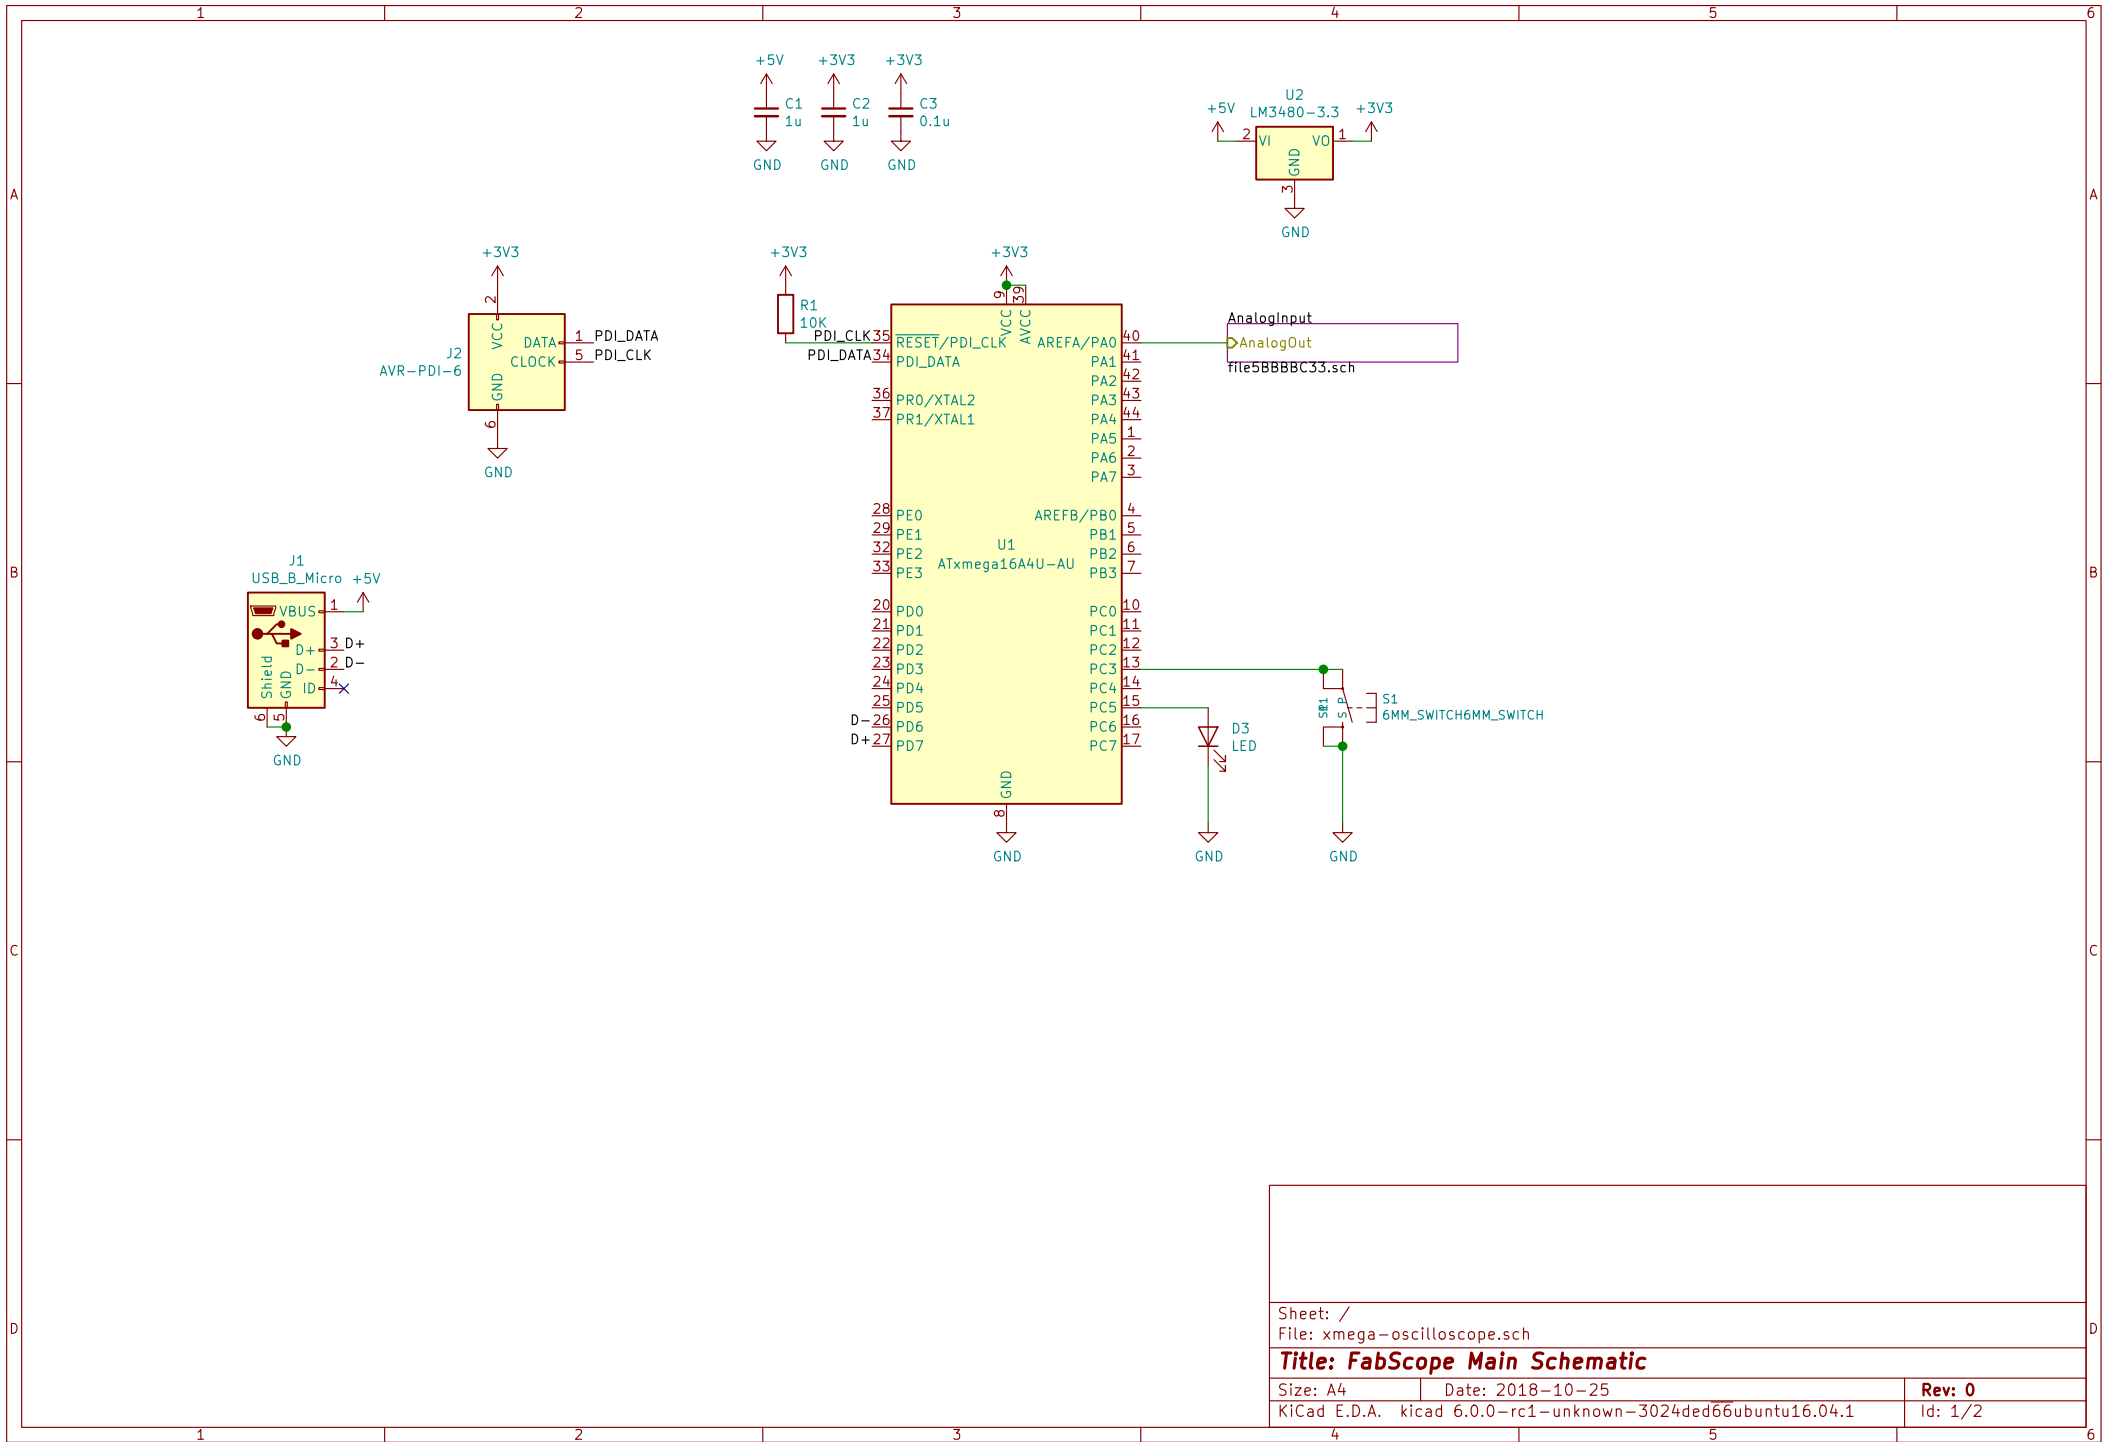 1 2 3 4 5 6
+5V +3V3 +3V3
C1 C2 C3
1u 1u 0.1u
GND GND GND
U2
LM3480-3.3
+5V +3V3
2 VI VO 1
GND
3
GND
A A
+3V3
2
VCC
J2
AVR-PDI-6
DATA 1 PDI_DATA
CLOCK 5 PDI_CLK
GND
6
GND
+3V3
R1
10K
+3V3
9 39
VCC AVCC
PDI_CLK 35 RESET/PDI_CLK
PDI_DATA 34 PDI_DATA
36 PR0/XTAL2
37 PR1/XTAL1
28 PE0
29 PE1
32 PE2
33 PE3
20 PD0
21 PD1
22 PD2
23 PD3
24 PD4
25 PD5
D- 26 PD6
D+ 27 PD7
U1
ATxmega16A4U-AU
AREFA/PA0 40
PA1 41
PA2 42
PA3 43
PA4 44
PA5 1
PA6 2
PA7 3
AREFB/PB0 4
PB1 5
PB2 6
PB3 7
PC0 10
PC1 11
PC2 12
PC3 13
PC4 14
PC5 15
PC6 16
PC7 17
GND
8
GND
AnalogInput
AnalogOut
file5BBBBC33.sch
B B
J1
USB_B_Micro
+5V
VBUS 1
D+ 3 D+
D- 2 D-
ID 4
Shield
GND
6 5
GND
D3
LED
GND
S P
S1
6MM_SWITCH6MM_SWITCH
GND
C C
D D
Sheet: /
File: xmega-oscilloscope.sch
Title: FabScope Main Schematic
Size: A4 Date: 2018-10-25 Rev: 0
KiCad E.D.A. kicad 6.0.0-rc1-unknown-3024ded66ubuntu16.04.1 Id: 1/2
1 2 3 4 5 6